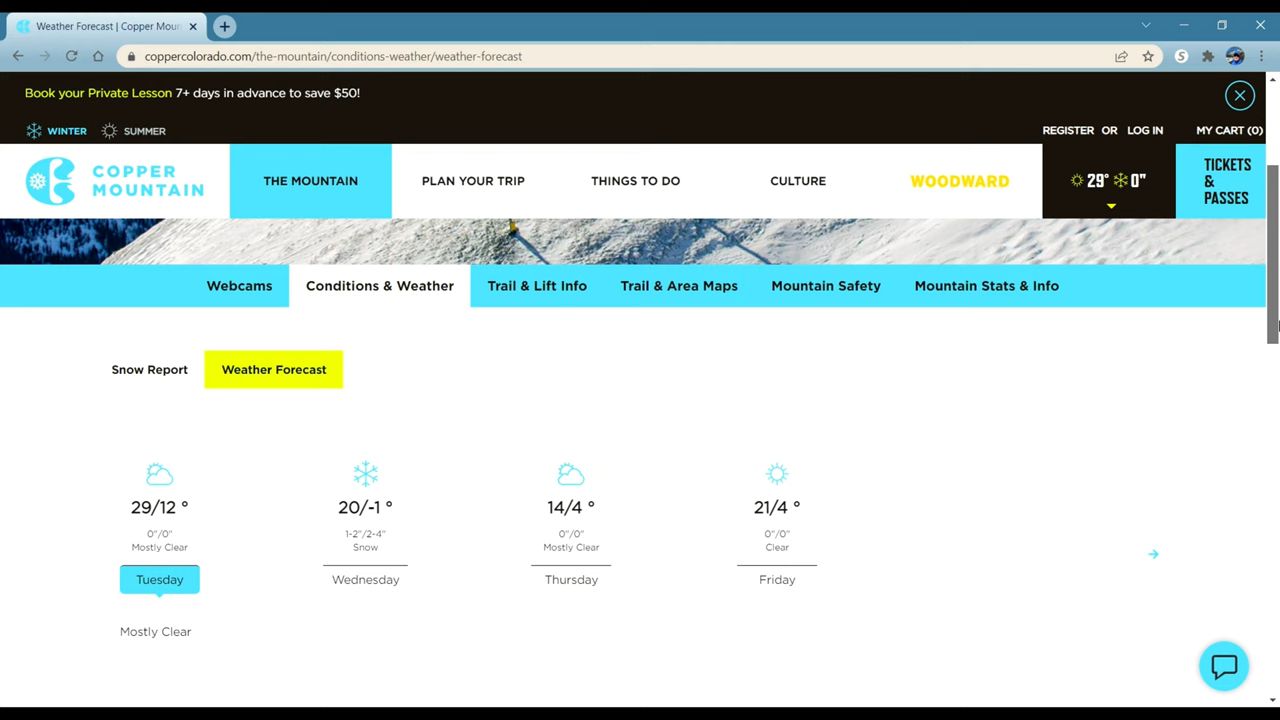 Weather Forecast | Copper Moun
coppercolorado.com/the-mountain/conditions-weather/weather-forecast
Book your Private Lesson 7+ days in advance to save $50!
WINTER SUMMER REGISTER OR LOG IN MY CART (0)
COPPER
MOUNTAIN
THE MOUNTAIN PLAN YOUR TRIP THINGS TO DO CULTURE WOODWARD 29° 0"
TICKETS
&
PASSES
Webcams Conditions & Weather Trail & Lift Info Trail & Area Maps Mountain Safety Mountain Stats & Info
Snow Report Weather Forecast
29/12 ° 20/-1 ° 14/4 ° 21/4 °
0"/0" 1-2"/2-4" 0"/0" 0"/0"
Mostly Clear Snow Mostly Clear Clear
Tuesday Wednesday Thursday Friday
Mostly Clear